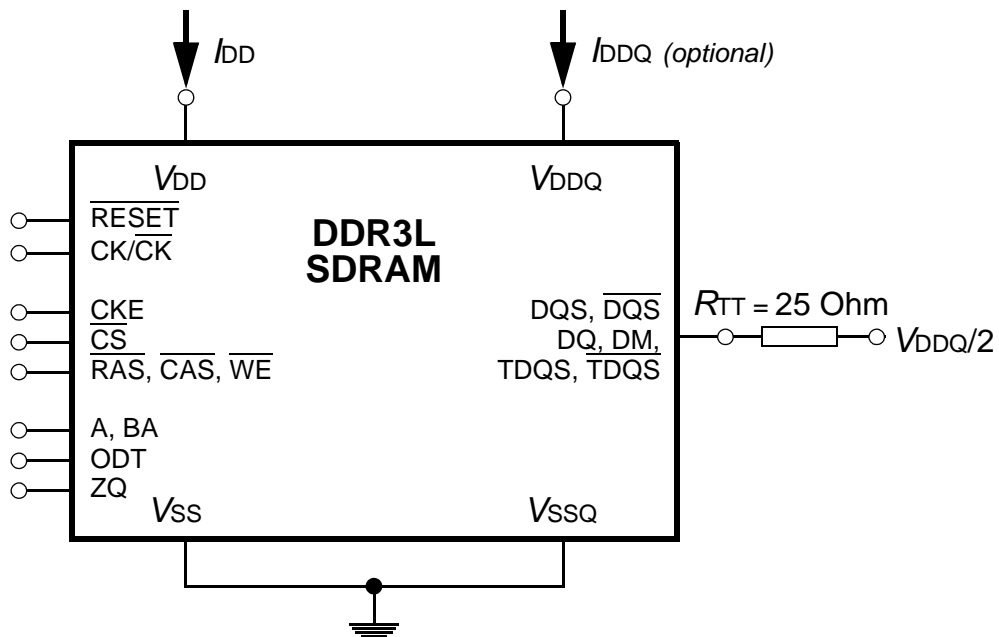 IDD
IDDQ (optional)
VDD
VDDQ
RESET
CK/CK
DDR3L
SDRAM
CKE
CS
RAS, CAS, WE
DQS, DQS
DQ, DM,
TDQS, TDQS
RTT = 25 Ohm
VDDQ/2
A, BA
ODT
ZQ
VSS
VSSQ